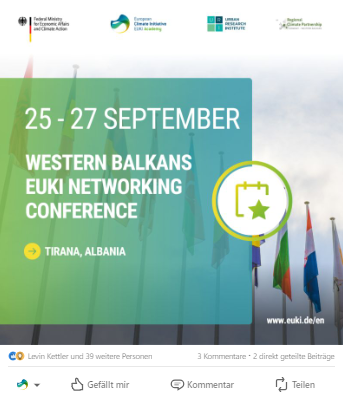 Federal Ministry
for Economic Affairs
and Climate Action
European
Climate Initiative
EUKI Academy
URBAN
RESEARCH
INSTITUTE
Regional
Climate Partnership
25 - 27 SEPTEMBER
WESTERN BALKANS
EUKI NETWORKING
CONFERENCE
TIRANA, ALBANIA
www.euki.de/en
Levin Kettler und 39 weitere Personen
3 Kommentare • 2 direkt geteilte Beiträge
Gefällt mir
Kommentar
Teilen